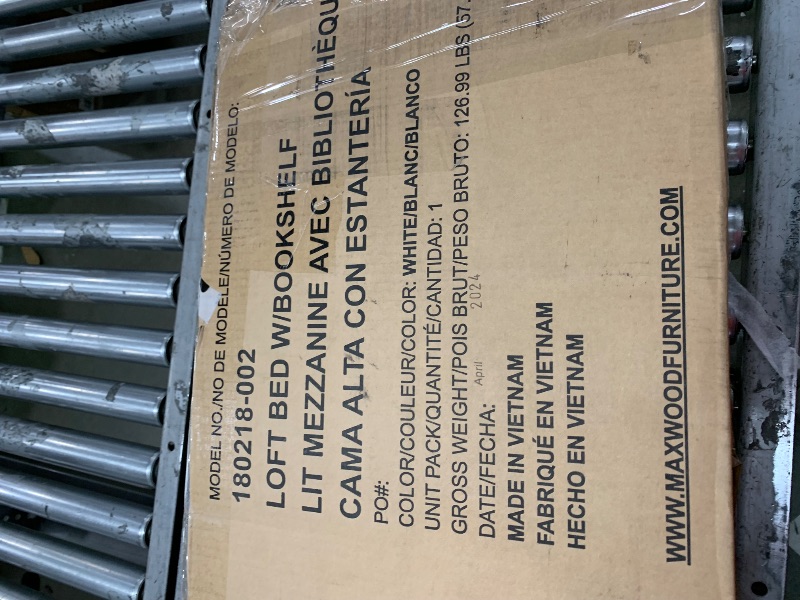 MODEL NO./NO DE MODÈLE/NÚMERO DE MODELO:
180218-002
LOFT BED W/BOOKSHELF
LIT MEZZANINE AVEC BIBLIOTHÈQU
CAMA ALTA CON ESTANTERÍA
PO#:
COLOR/COULEUR/COLOR: WHITE/BLANC/BLANCO
UNIT PACK/QUANTITÉ/CANTIDAD: 1
GROSS WEIGHT/POIS BRUT/PESO BRUTO: 126.99 LBS (57.
DATE/FECHA: April 2024
MADE IN VIETNAM
FABRIQUÉ EN VIETNAM
HECHO EN VIETNAM
WWW.MAXWOODFURNITURE.COM